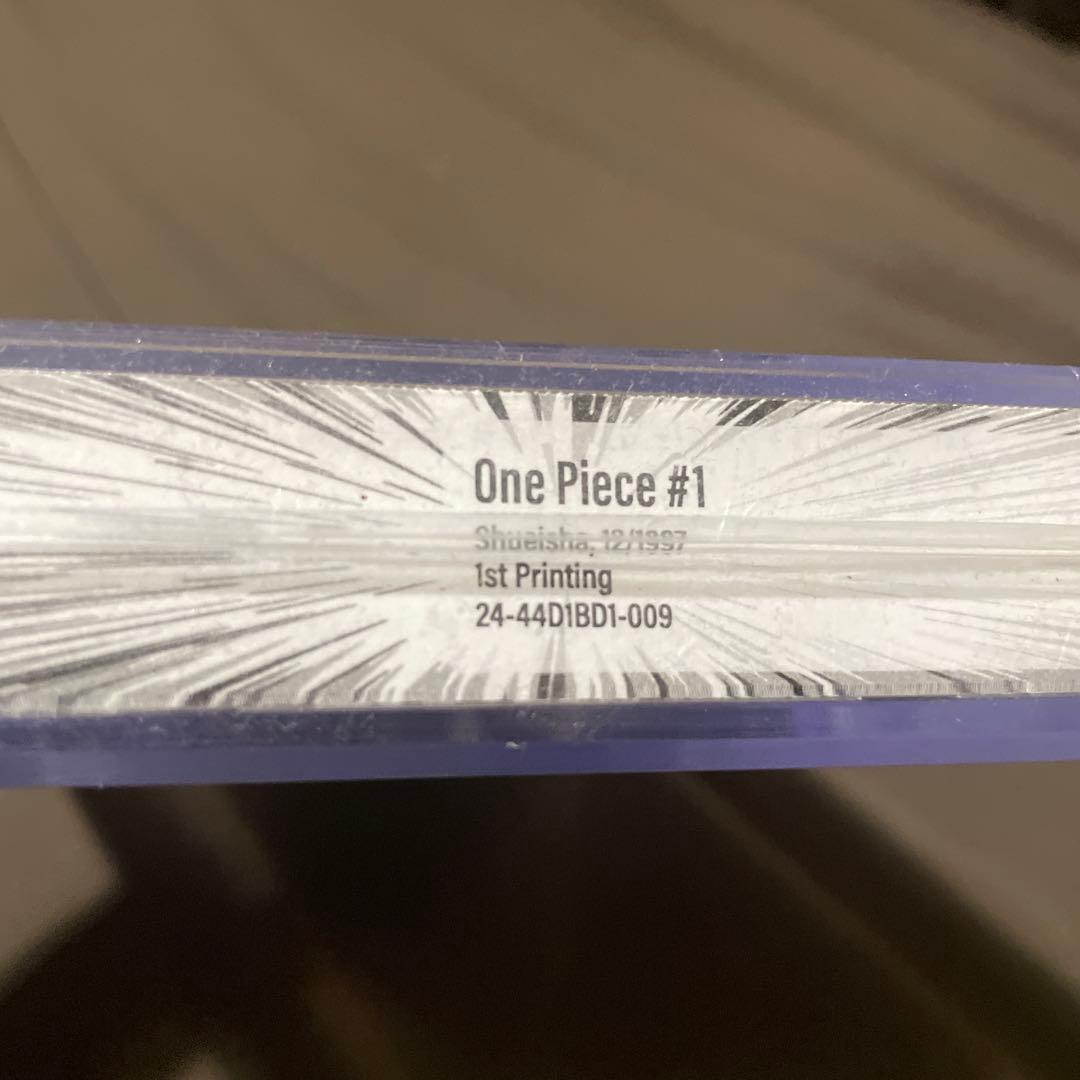 One Piece #1
Shueisha, 12/1997
1st Printing
24-44D1BD1-009